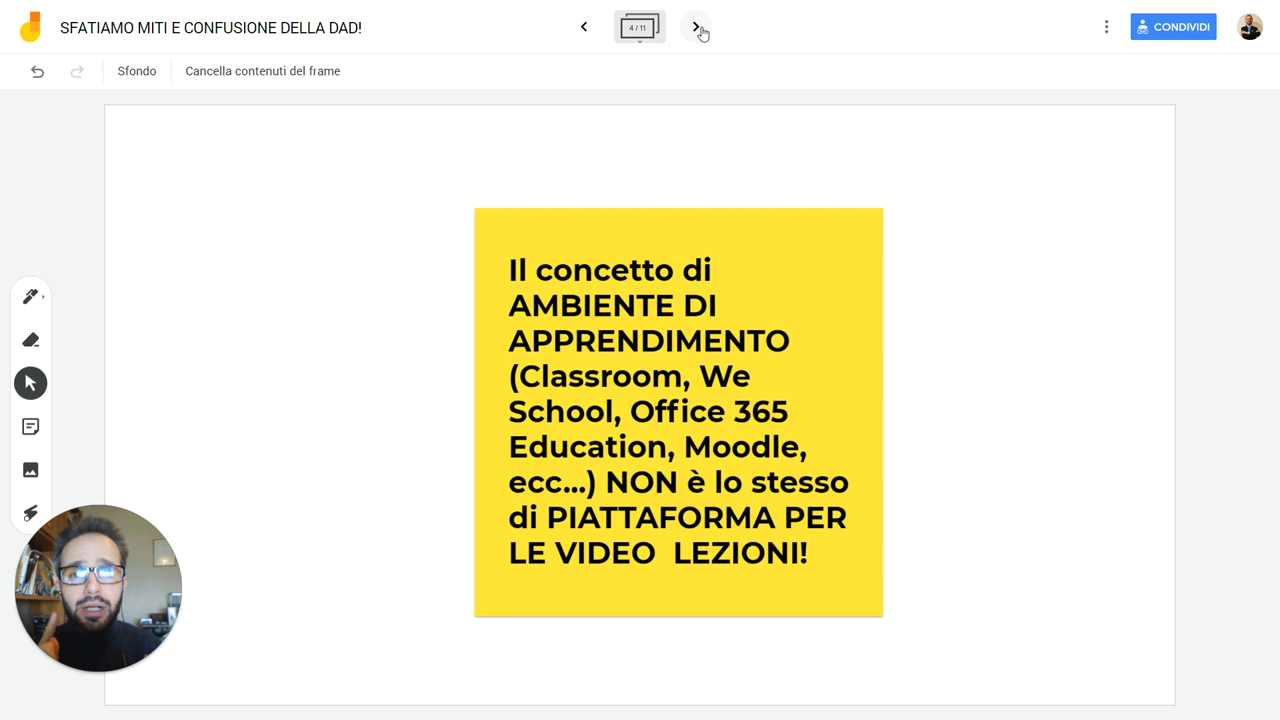 SFATIAMO MITI E CONFUSIONE DELLA DAD!
4 / 11
CONDIVIDI
Sfondo
Cancella contenuti del frame
Il concetto di
AMBIENTE DI
APPRENDIMENTO
(Classroom, We
School, Office 365
Education, Moodle,
ecc...) NON è lo stesso
di PIATTAFORMA PER
LE VIDEO  LEZIONI!